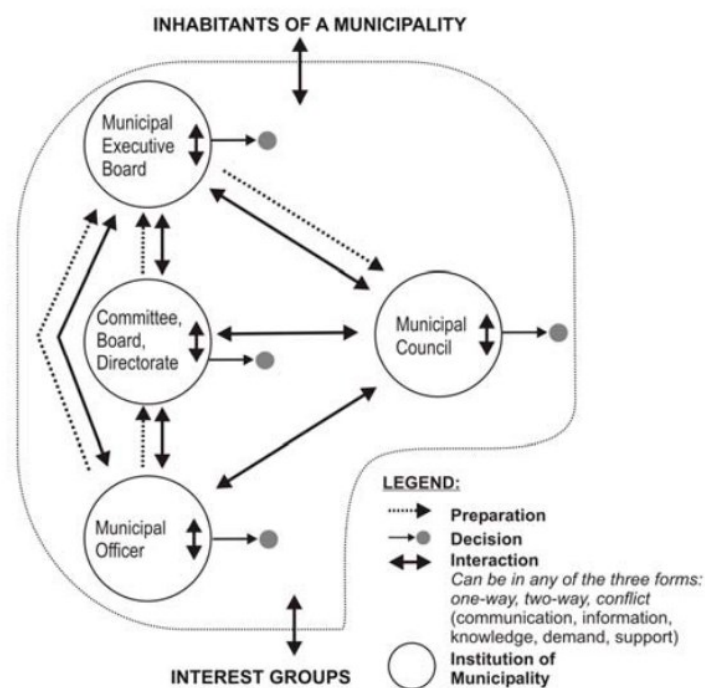 INHABITANTS OF A MUNICIPALITY
Municipal
Executive
Board
Committee,
Board,
Directorate
Municipal
Council
Municipal
Officer
LEGEND:
Preparation
Decision
Interaction
Can be in any of the three forms:
one-way, two-way, conflict
(communication, information,
knowledge, demand, support)
Institution of
Municipality
INTEREST GROUPS